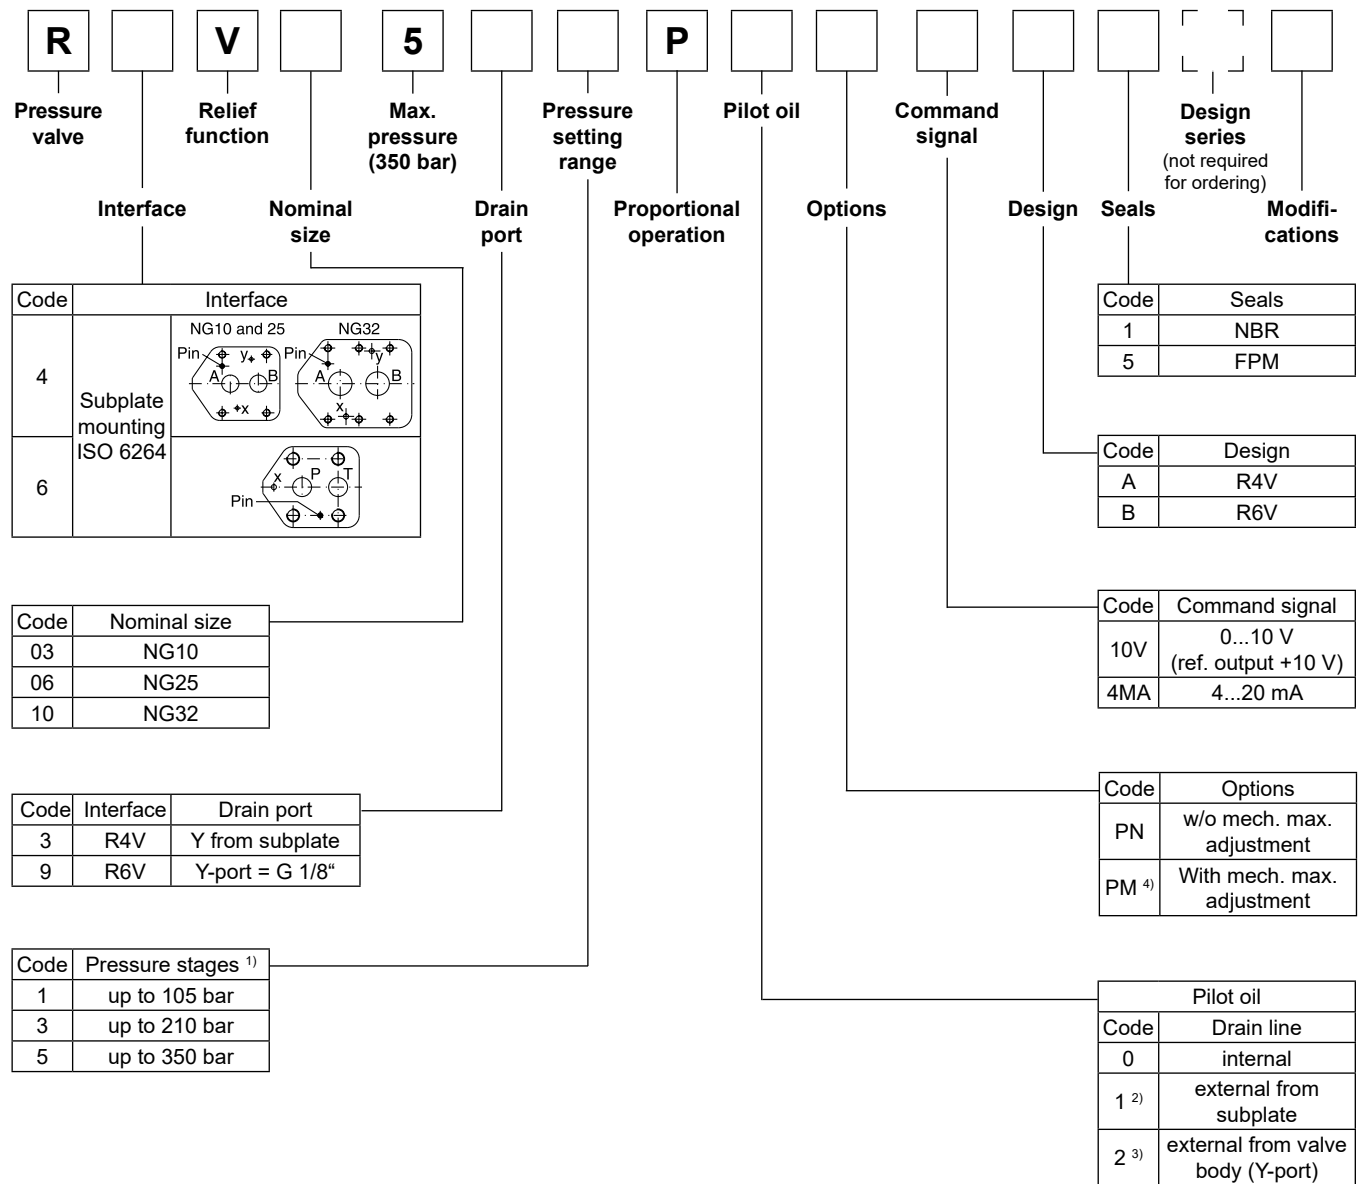 R V 5 P
Pressure
valve
Relief
function
Max.
pressure
(350 bar)
Pressure
setting
range
Pilot oil
Command
signal
Design
series
(not required
for ordering)
Interface
Nominal
size
Drain
port
Proportional
operation
Options
Design
Seals
Modifi-
cations
Code Interface
4
Subplate
mounting
ISO 6264
NG10 and 25 NG32
Pin y A B x
Pin y A B x
6
x P T
Pin
Code Nominal size
03 NG10
06 NG25
10 NG32
Code Interface Drain port
3 R4V Y from subplate
9 R6V Y-port = G 1/8“
Code Pressure stages 1)
1 up to 105 bar
3 up to 210 bar
5 up to 350 bar
Code Seals
1 NBR
5 FPM
Code Design
A R4V
B R6V
Code Command signal
10V 0...10 V
(ref. output +10 V)
4MA 4...20 mA
Code Options
PN w/o mech. max.
adjustment
PM 4) With mech. max.
adjustment
Pilot oil
Code Drain line
0 internal
1 2) external from
subplate
2 3) external from valve
body (Y-port)